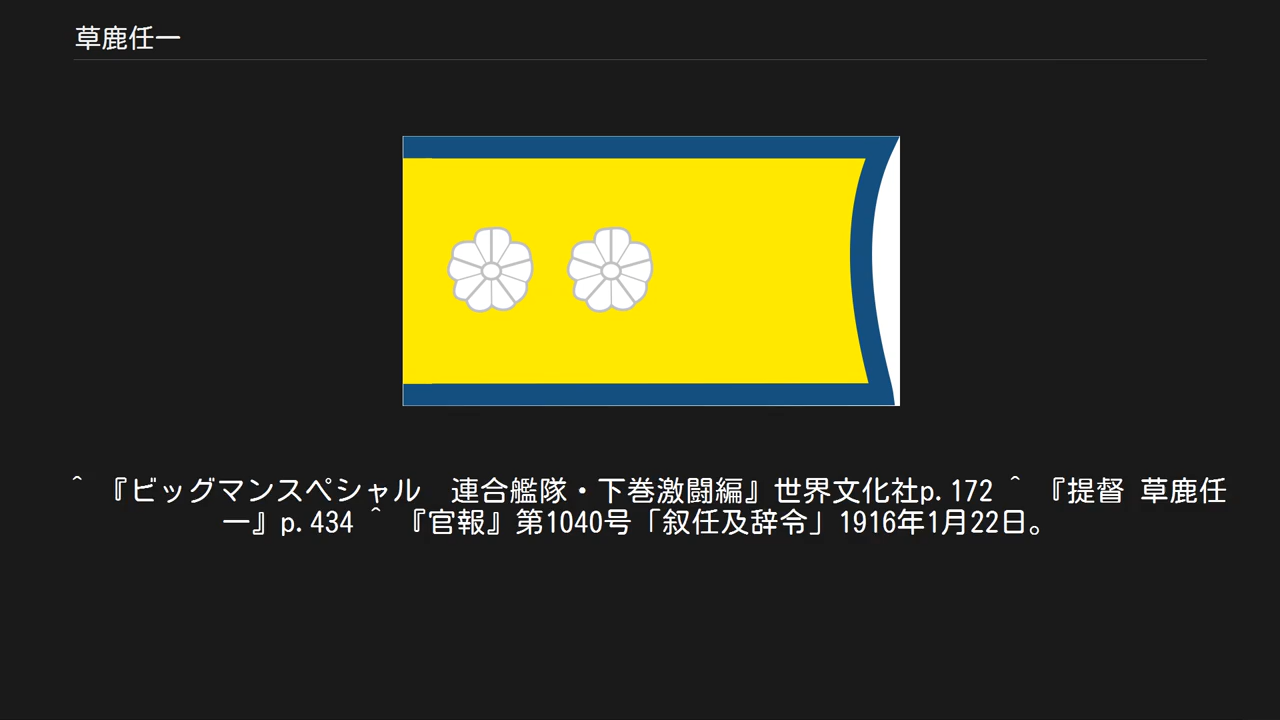 草鹿任一
^ 『ビッグマンスペシャル　連合艦隊・下巻激闘編』世界文化社p.172 ^ 『提督 草鹿任
一』p.434 ^ 『官報』第1040号「叙任及辞令」1916年1月22日。